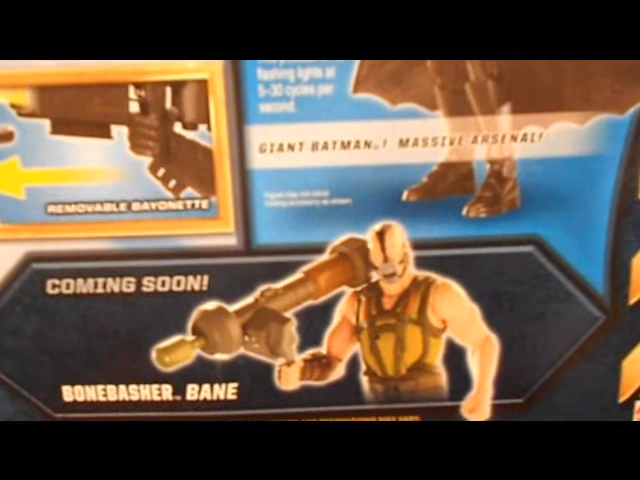 flashing lights at
5-30 cycles per
second.
GIANT BATMAN™! MASSIVE ARSENAL!
REMOVABLE BAYONETTE
COMING SOON!
BONEBASHER™ BANE